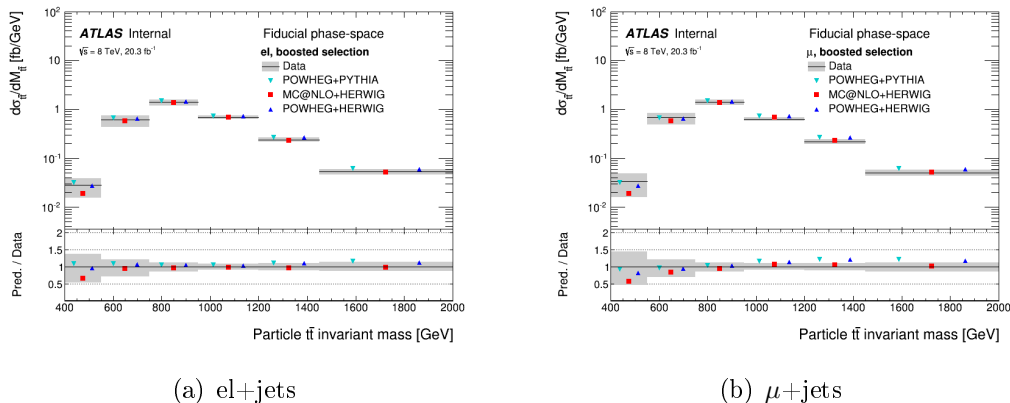 dσ_tt̄/dM_tt̄ [fb/GeV]
10²
10
1
10⁻¹
10⁻²
ATLAS Internal
√s = 8 TeV, 20.3 fb⁻¹
Fiducial phase-space
el, boosted selection
Data
POWHEG+PYTHIA
MC@NLO+HERWIG
POWHEG+HERWIG
Pred. / Data
2
1.5
1
0.5
400 600 800 1000 1200 1400 1600 1800 2000
Particle tt̄ invariant mass [GeV]
(a) el+jets
dσ_tt̄/dM_tt̄ [fb/GeV]
10²
10
1
10⁻¹
10⁻²
ATLAS Internal
√s = 8 TeV, 20.3 fb⁻¹
Fiducial phase-space
μ, boosted selection
Data
POWHEG+PYTHIA
MC@NLO+HERWIG
POWHEG+HERWIG
Pred. / Data
2
1.5
1
0.5
400 600 800 1000 1200 1400 1600 1800 2000
Particle tt̄ invariant mass [GeV]
(b) μ+jets